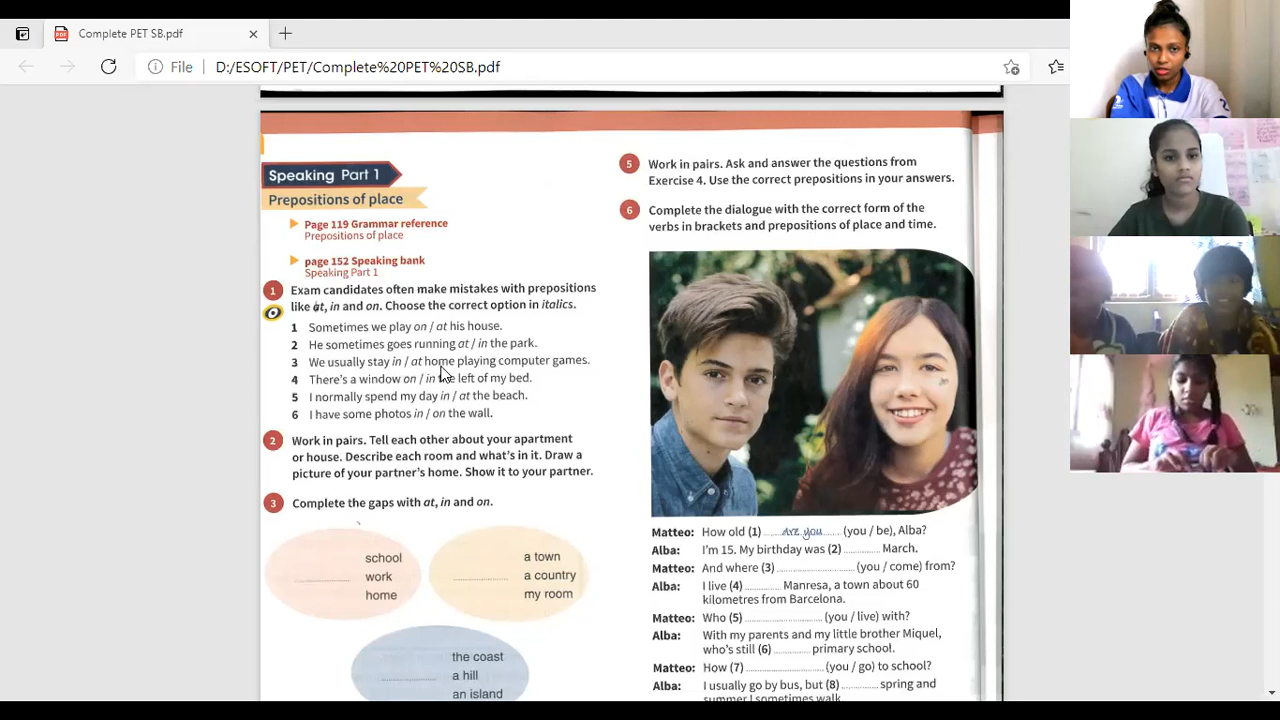 Complete PET SB.pdf
File
D:/ESOFT/PET/Complete%20PET%20SB.pdf
Speaking Part 1
Prepositions of place
Page 119 Grammar reference
Prepositions of place
page 152 Speaking bank
Speaking Part 1
1 Exam candidates often make mistakes with prepositions
like at, in and on. Choose the correct option in italics.
1 Sometimes we play on / at his house.
2 He sometimes goes running at / in the park.
3 We usually stay in / at home playing computer games.
4 There's a window on / in the left of my bed.
5 I normally spend my day in / at the beach.
6 I have some photos in / on the wall.
2 Work in pairs. Tell each other about your apartment
or house. Describe each room and what's in it. Draw a
picture of your partner's home. Show it to your partner.
3 Complete the gaps with at, in and on.
school
work
home
a town
a country
my room
the coast
a hill
an island
5 Work in pairs. Ask and answer the questions from
Exercise 4. Use the correct prepositions in your answers.
6 Complete the dialogue with the correct form of the
verbs in brackets and prepositions of place and time.
Matteo: How old (1) Are you (you / be), Alba?
Alba: I'm 15. My birthday was (2) ............ March.
Matteo: And where (3) ............ (you / come) from?
Alba: I live (4) ............ Manresa, a town about 60
kilometres from Barcelona.
Matteo: Who (5) ............ (you / live) with?
Alba: With my parents and my little brother Miquel,
who's still (6) ............ primary school.
Matteo: How (7) ............ (you / go) to school?
Alba: I usually go by bus, but (8) ............ spring and
summer I sometimes walk.